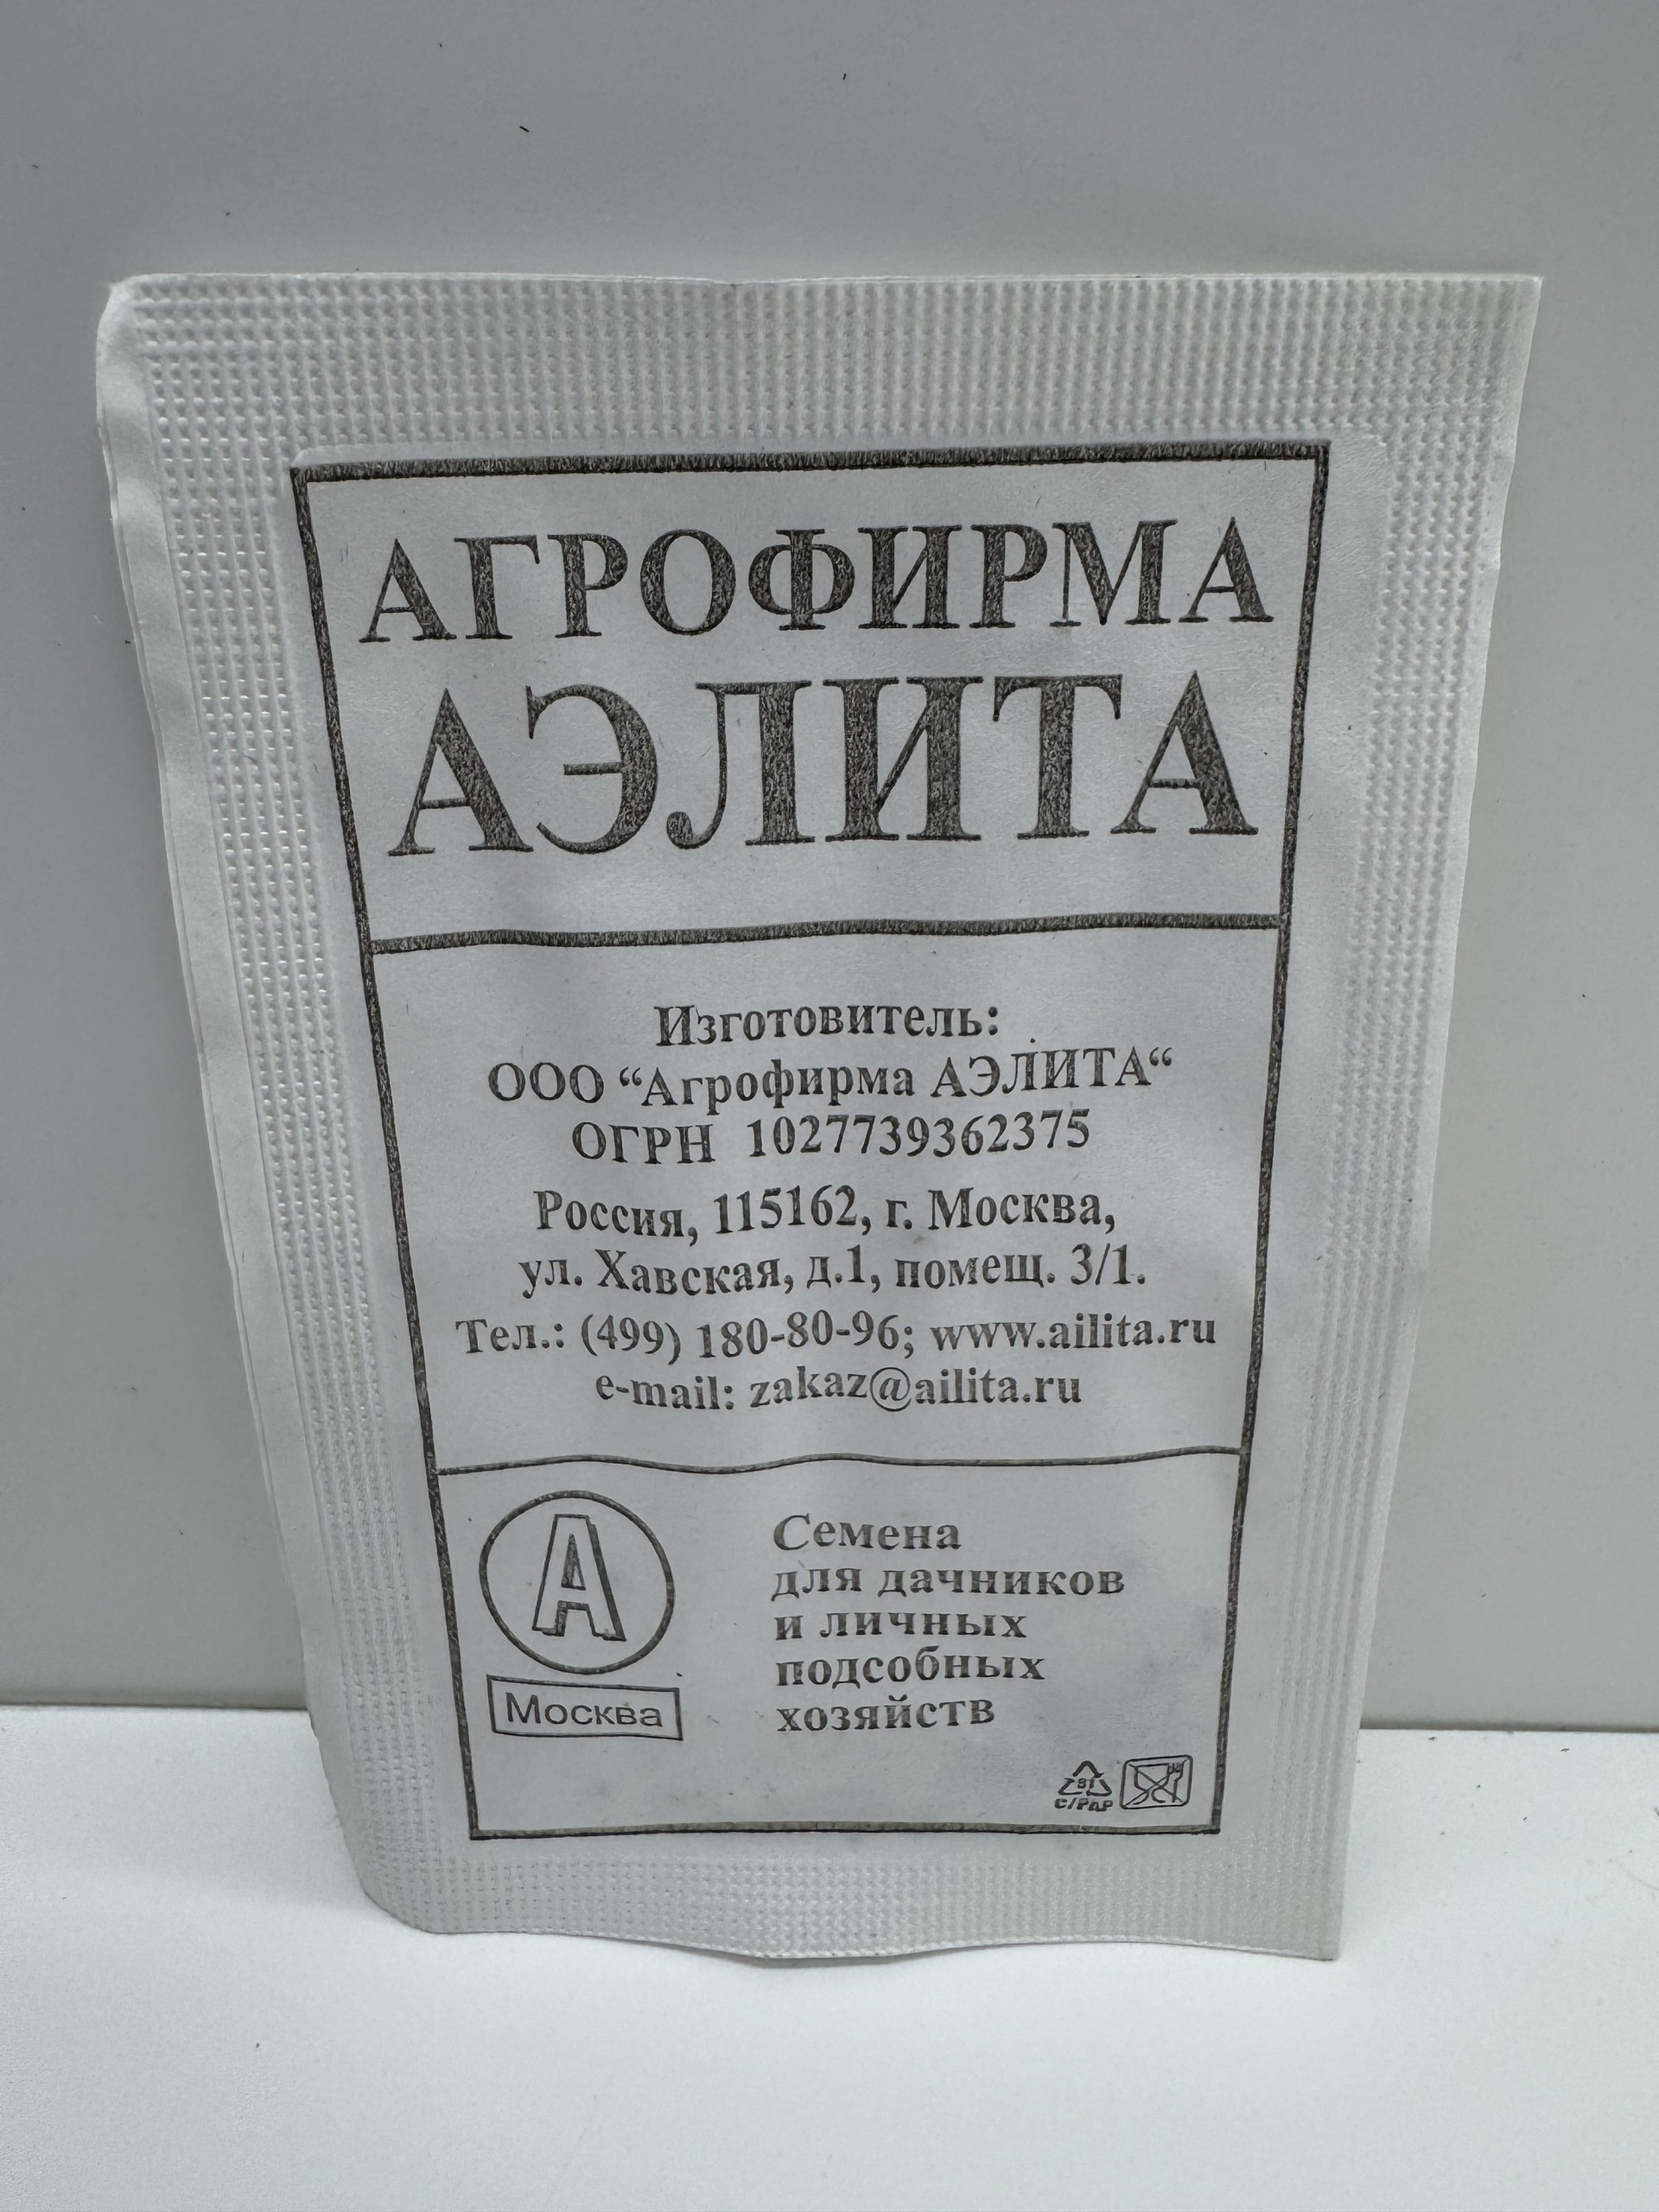 АГРОФИРМА
АЭЛИТА
Изготовитель:
ООО “Агрофирма АЭЛИТА“
ОГРН 1027739362375
Россия, 115162, г. Москва,
ул. Хавская, д.1, помещ. 3/1.
Тел.: (499) 180-80-96; www.ailita.ru
e-mail: zakaz@ailita.ru
А
Москва
Семена
для дачников
и личных
подсобных
хозяйств
81
C/PAP